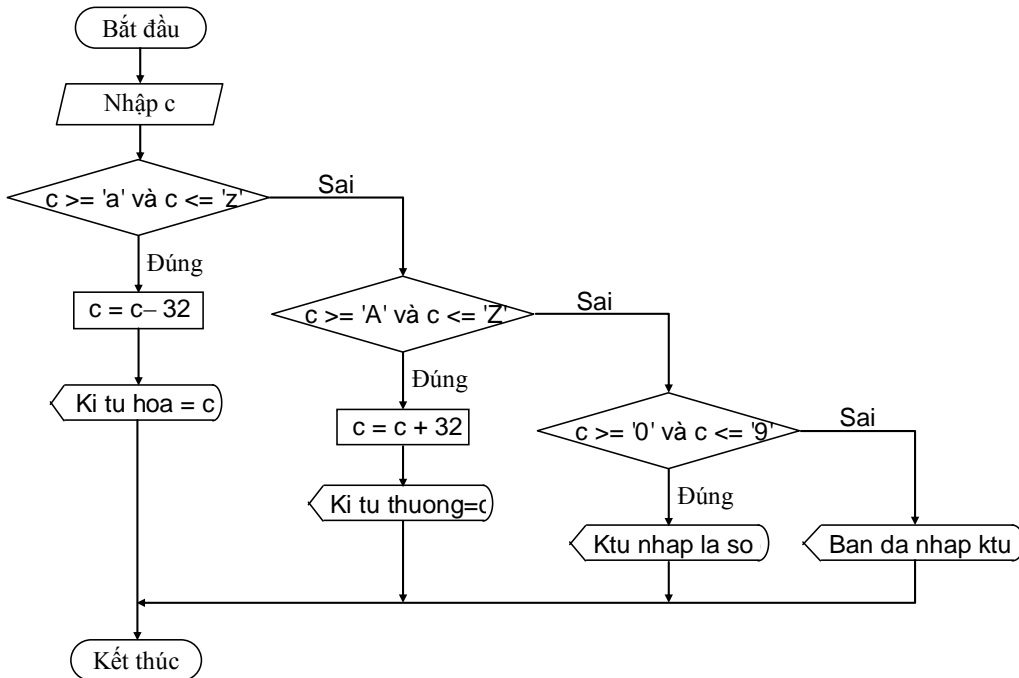 Bắt đầu
Nhập c
c >= 'a' và c <= 'z'
Sai
Đúng
c = c– 32
Ki tu hoa = c
c >= 'A' và c <= 'Z'
Sai
Đúng
c = c + 32
Ki tu thuong=c
c >= '0' và c <= '9'
Sai
Đúng
Ktu nhap la so
Ban da nhap ktu
Kết thúc